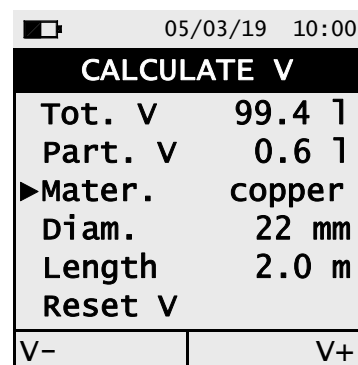 05/03/19 10:00
CALCULATE V
Tot. V 99.4 l
Part. V 0.6 l
►Mater. copper
Diam. 22 mm
Length 2.0 m
Reset V
V- V+